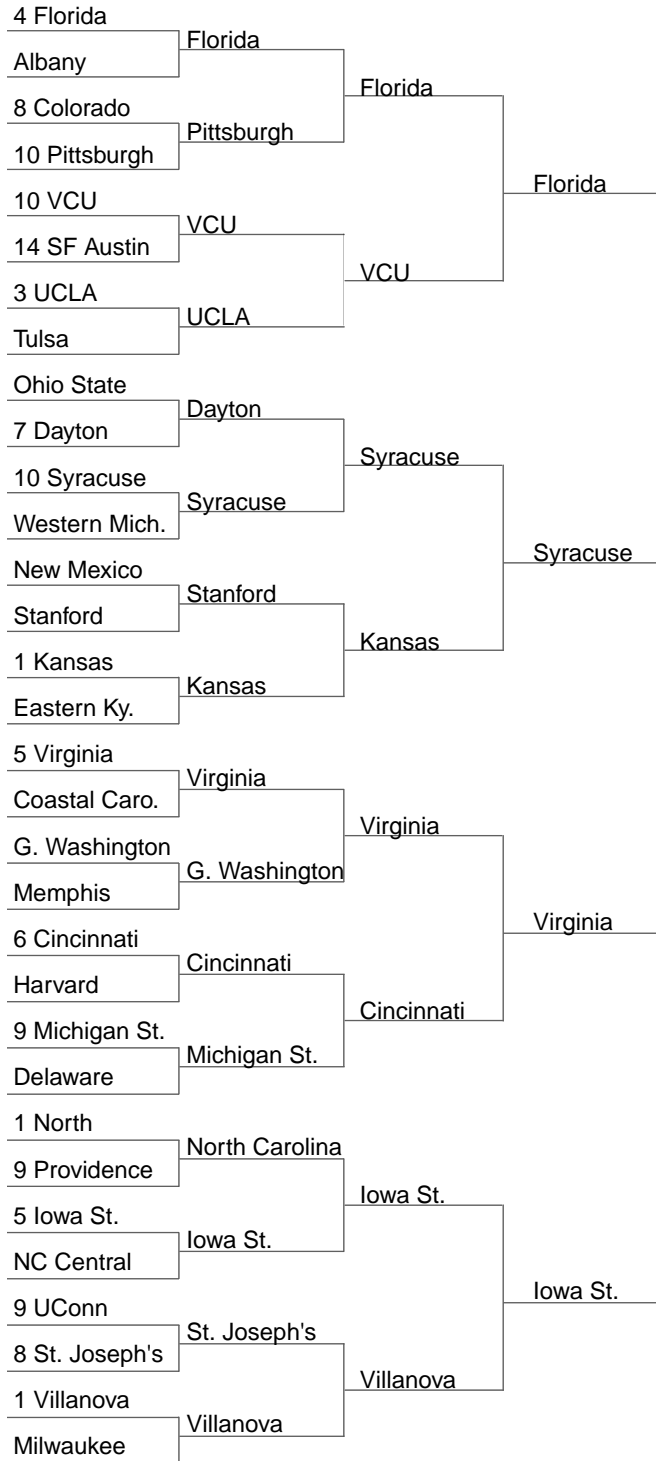 4 Florida
Albany
8 Colorado
10 Pittsburgh
10 VCU
14 SF Austin
3 UCLA
Tulsa
Ohio State
7 Dayton
10 Syracuse
Western Mich.
New Mexico
Stanford
1 Kansas
Eastern Ky.
5 Virginia
Coastal Caro.
G. Washington
Memphis
6 Cincinnati
Harvard
9 Michigan St.
Delaware
1 North
9 Providence
5 Iowa St.
NC Central
9 UConn
8 St. Joseph's
1 Villanova
Milwaukee
Florida
Pittsburgh
VCU
UCLA
Dayton
Syracuse
Stanford
Kansas
Virginia
G. Washington
Cincinnati
Michigan St.
North Carolina
Iowa St.
St. Joseph's
Villanova
Florida
VCU
Syracuse
Kansas
Virginia
Cincinnati
Iowa St.
Villanova
Florida
Syracuse
Virginia
Iowa St.